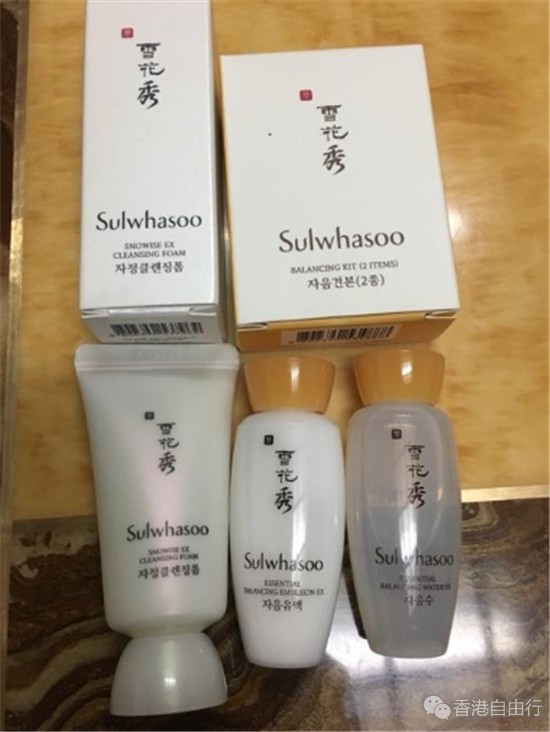 雪花秀
Sulwhasoo
SNOWISE EX
CLEANSING FOAM
자정클렌징폼
雪花秀
Sulwhasoo
BALANCING KIT (2 ITEMS)
자음견본(2종)
雪花秀
Sulwhasoo
SNOWISE EX
CLEANSING FOAM
자정클렌징폼
雪花秀
Sulwhasoo
ESSENTIAL
BALANCING EMULSION EX
자음유액
雪花秀
Sulwhasoo
ESSENTIAL
BALANCING WATER EX
자음수
香港自由行